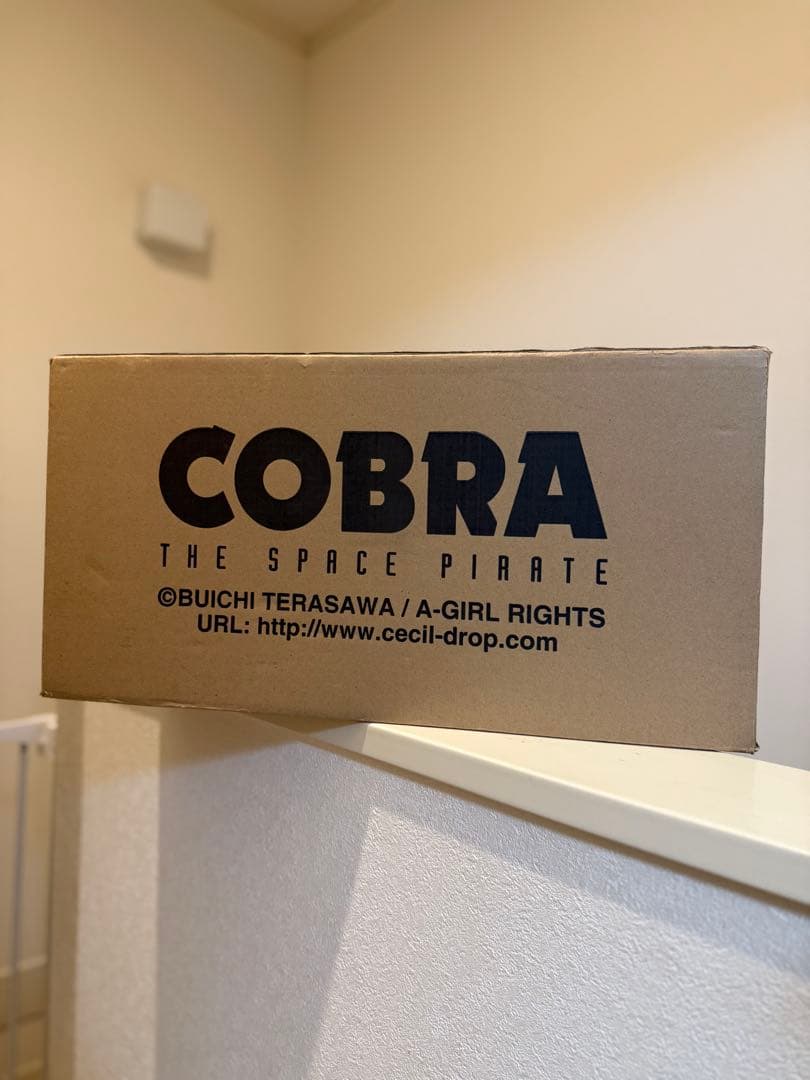 COBRA
THE SPACE PIRATE
©BUICHI TERASAWA / A-GIRL RIGHTS
URL: http://www.cecil-drop.com